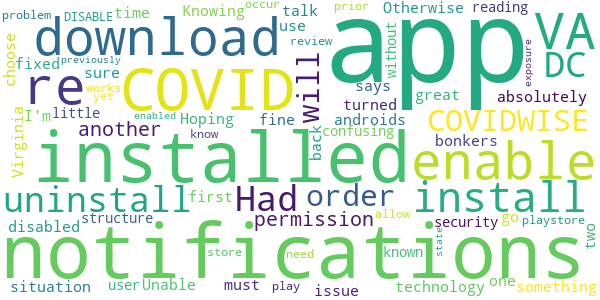 problem DISABLE time Knowing occur talk Otherwise reading
previously use review prior
download app VA
choose fixed sure without DC
re COVID will says great turned absolutely exposure
works yet I'm little Hoping fine androids COVIDWISE
Virginia another back confusing bonkers
enabled know
installed enable
uninstall Had order install
first permission known security go playstore two
disabled structure allow
notifications
situation user Unable issue technology one
store must play need state something